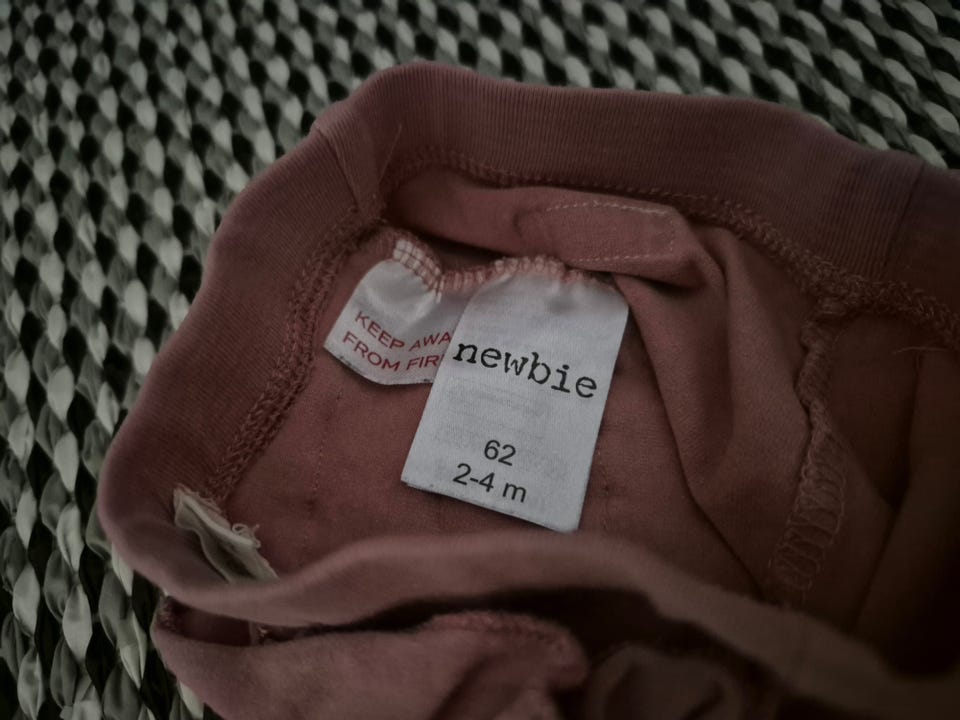 KEEP AWA
FROM FIR
newbie
62
2-4 m